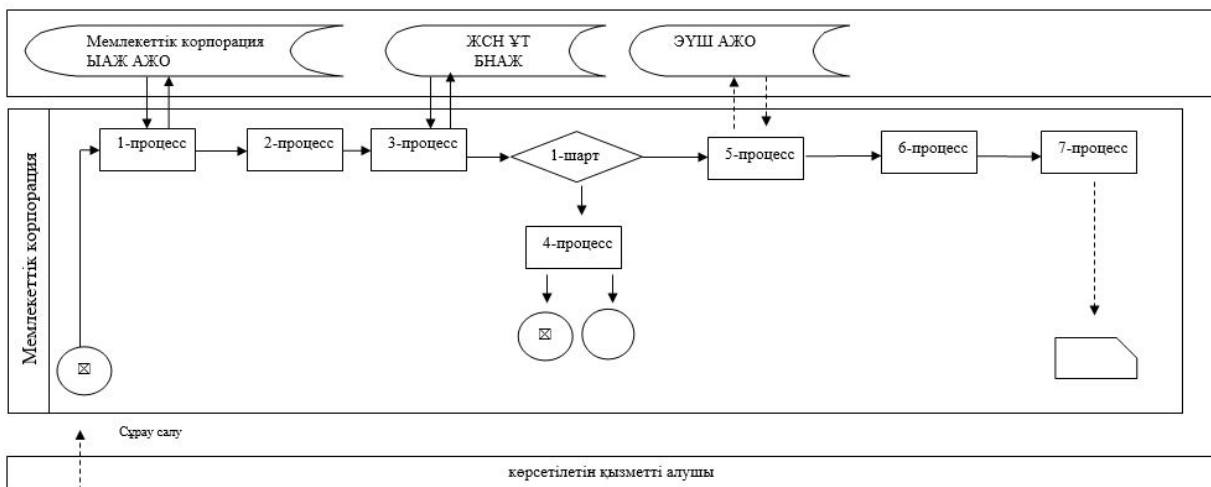 Мемлекеттік корпорация
ЫАЖ АЖО
ЖСН ҰТ
БНАЖ
ЭҮШ АЖО
Мемлекеттік корпорация
1-процесс
2-процесс
3-процесс
1-шарт
5-процесс
6-процесс
7-процесс
4-процесс
Сұрау салу
көрсетілетін қызметті алушы